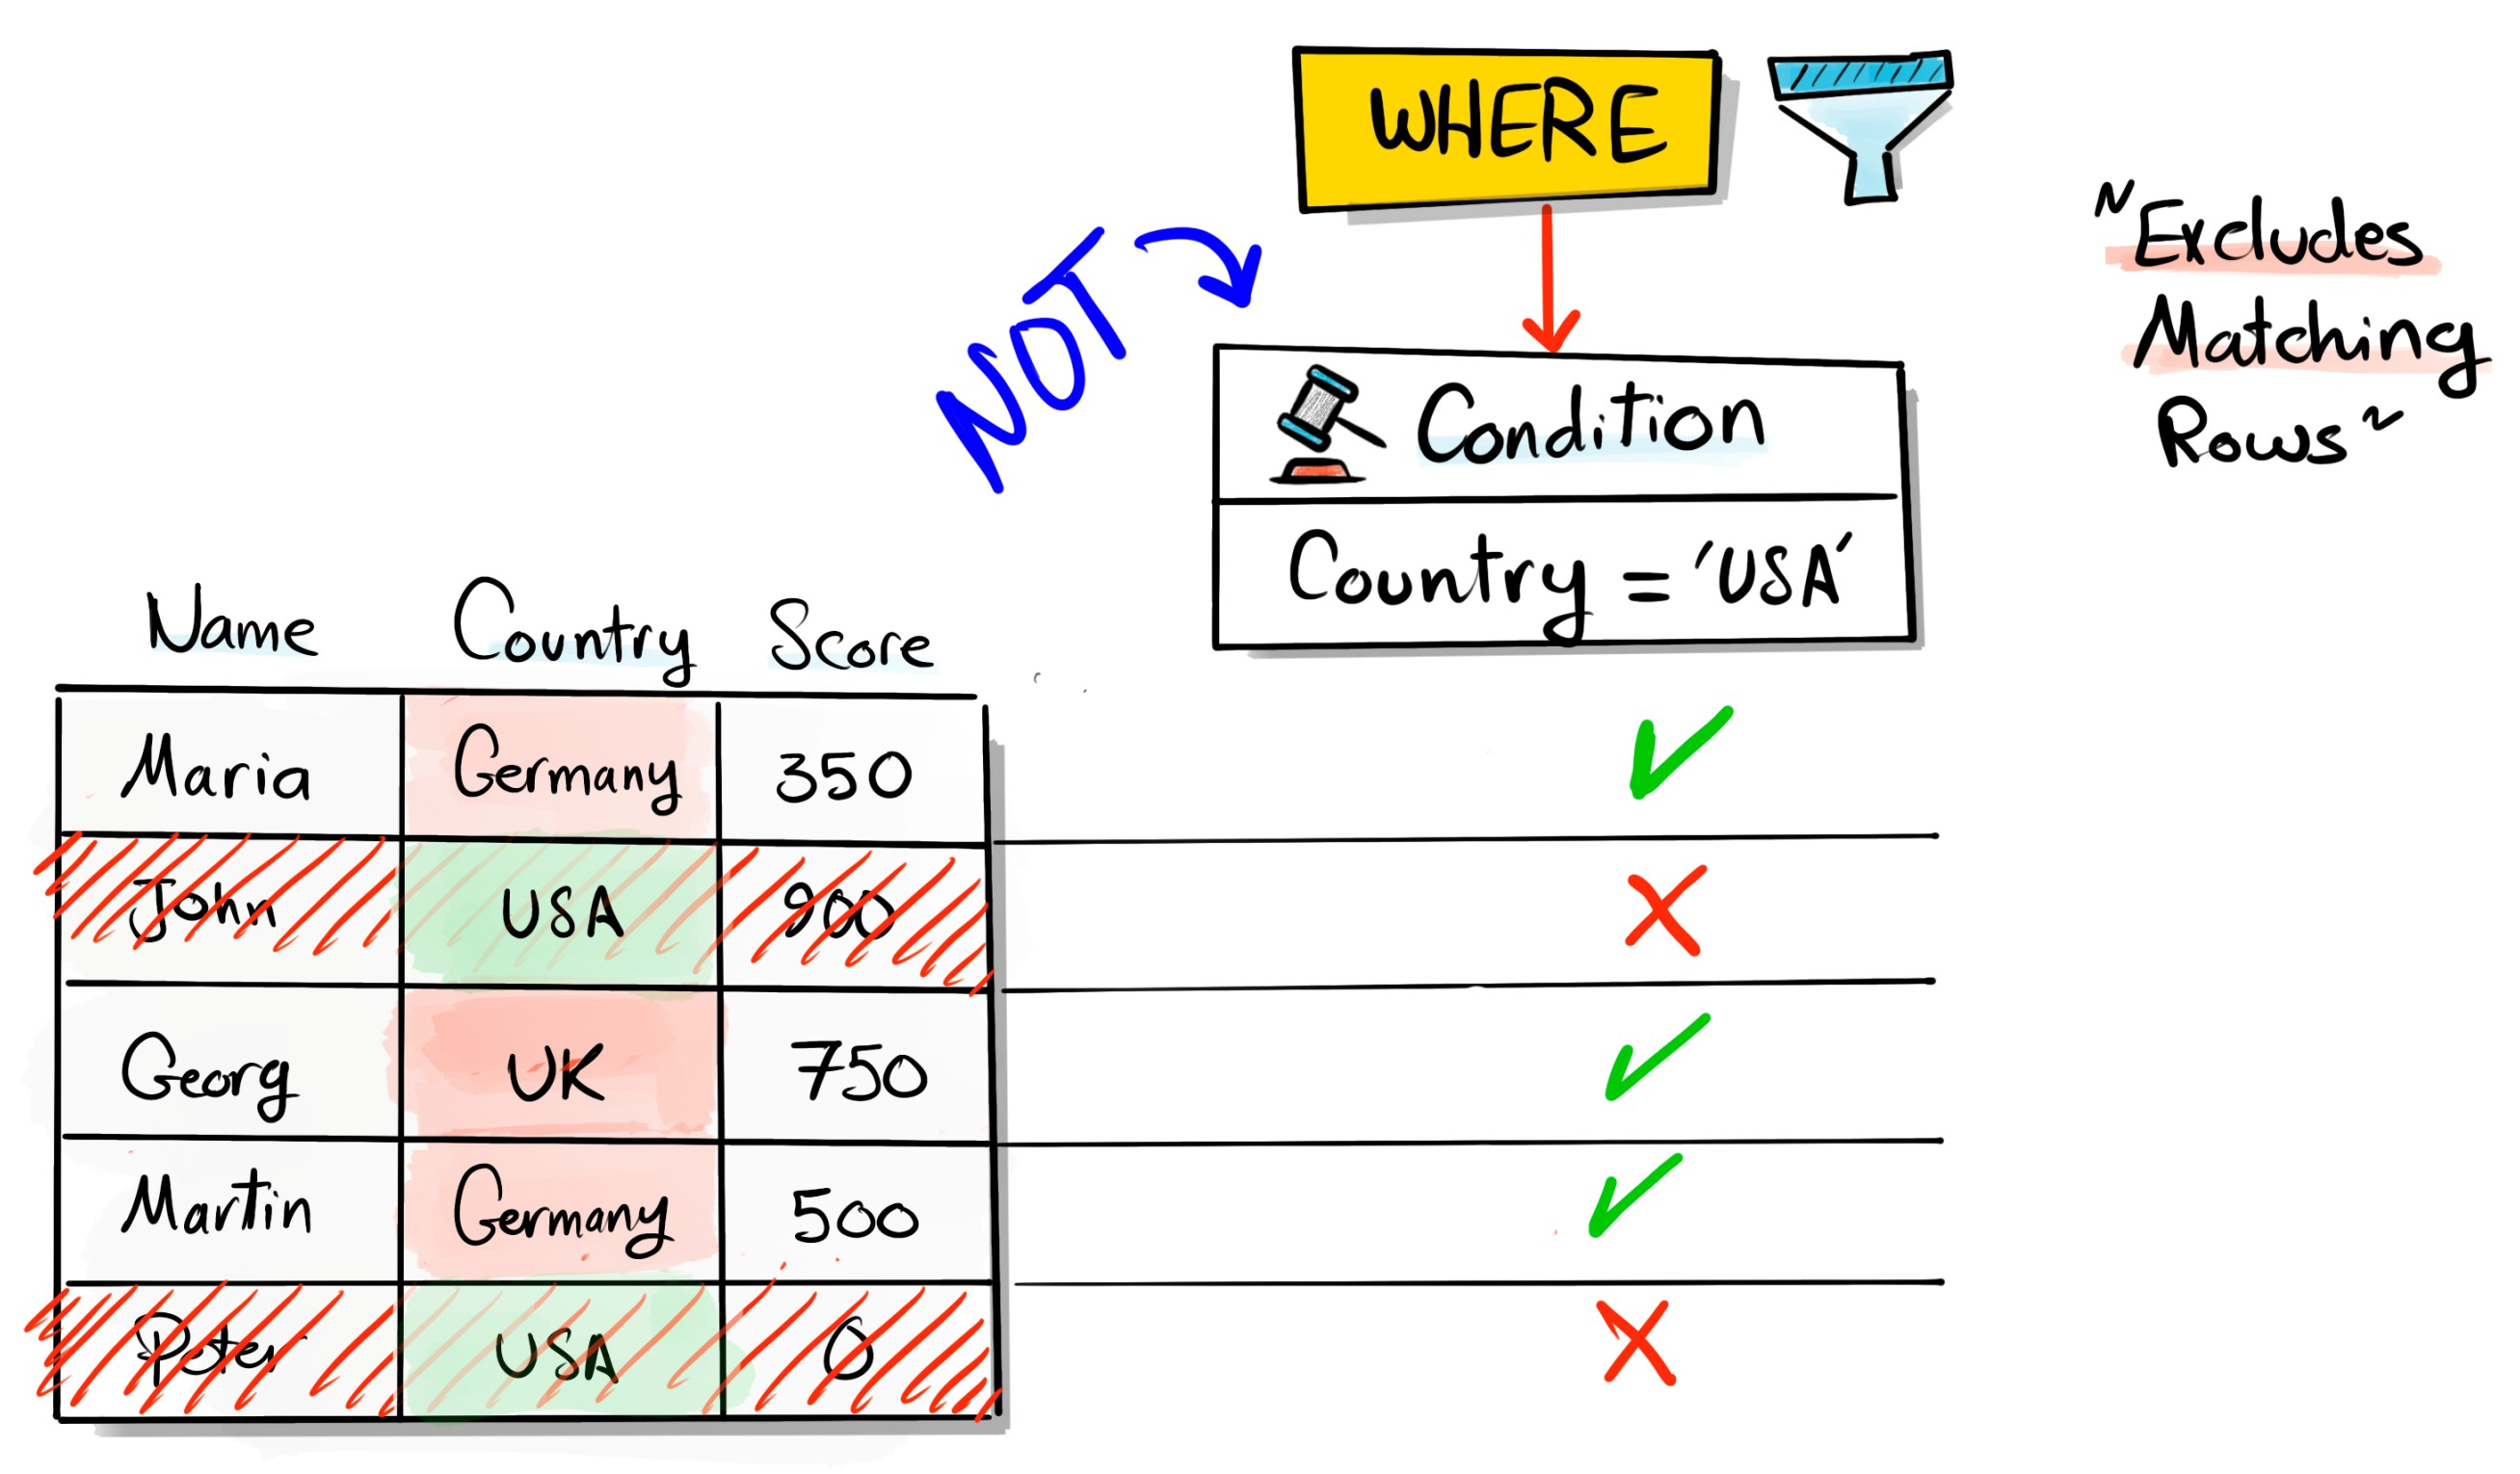 WHERE
NOT
~Excludes
Matching
Rows~
Condition
Country = 'USA'
Name Country Score
Maria Germany 350
John USA 900
Georg UK 750
Martin Germany 500
Peter USA 0